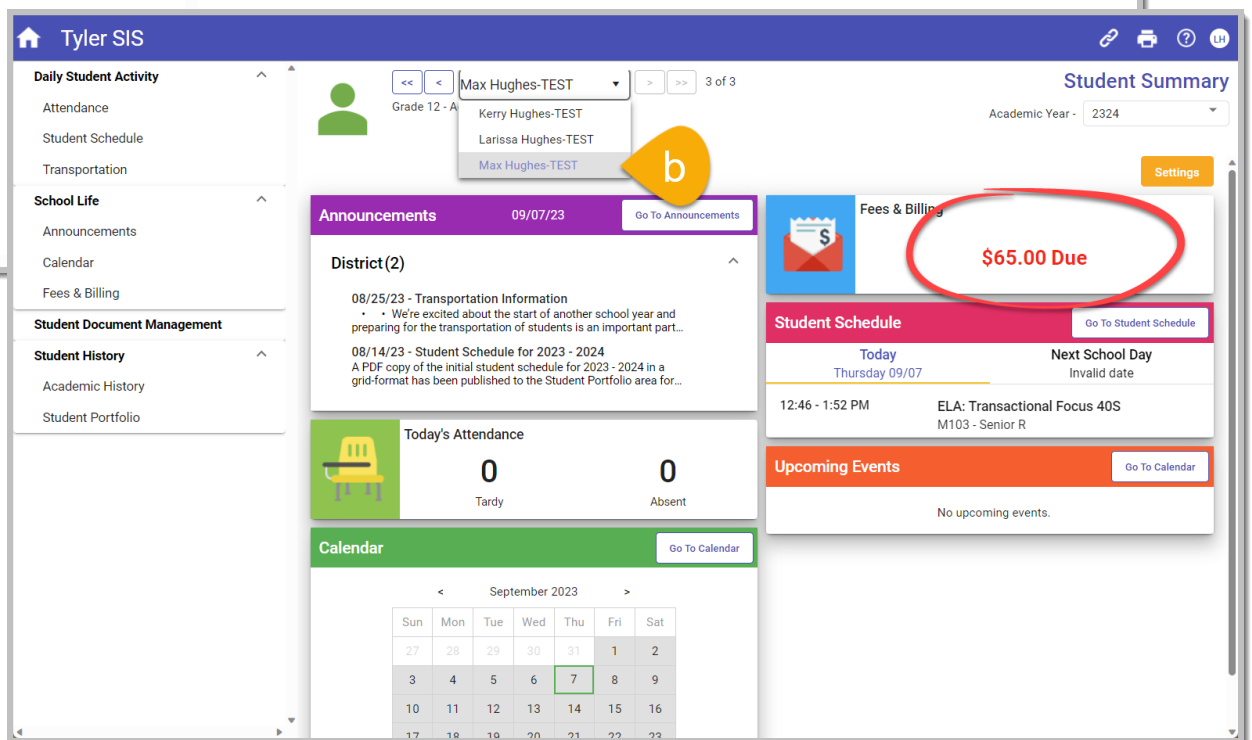 Tyler SIS
LH
Daily Student Activity
Attendance
Student Schedule
Transportation
School Life
Announcements
Calendar
Fees & Billing
Student Document Management
Student History
Academic History
Student Portfolio
<< < Max Hughes-TEST > >> 3 of 3
Grade 12 - A
Kerry Hughes-TEST
Larissa Hughes-TEST
Max Hughes-TEST
b
Student Summary
Academic Year - 2324
Settings
Announcements 09/07/23 Go To Announcements
District(2)
08/25/23 - Transportation Information
• • We're excited about the start of another school year and
preparing for the transportation of students is an important part...
08/14/23 - Student Schedule for 2023 - 2024
A PDF copy of the initial student schedule for 2023 - 2024 in a
grid-format has been published to the Student Portfolio area for...
Today's Attendance
0 0
Tardy Absent
Calendar Go To Calendar
< September 2023 >
Sun Mon Tue Wed Thu Fri Sat
27 28 29 30 31 1 2
3 4 5 6 7 8 9
10 11 12 13 14 15 16
17 18 19 20 21 22 23
$
Fees & Billing
$65.00 Due
Student Schedule Go To Student Schedule
Today Next School Day
Thursday 09/07 Invalid date
12:46 - 1:52 PM ELA: Transactional Focus 40S
M103 - Senior R
Upcoming Events Go To Calendar
No upcoming events.